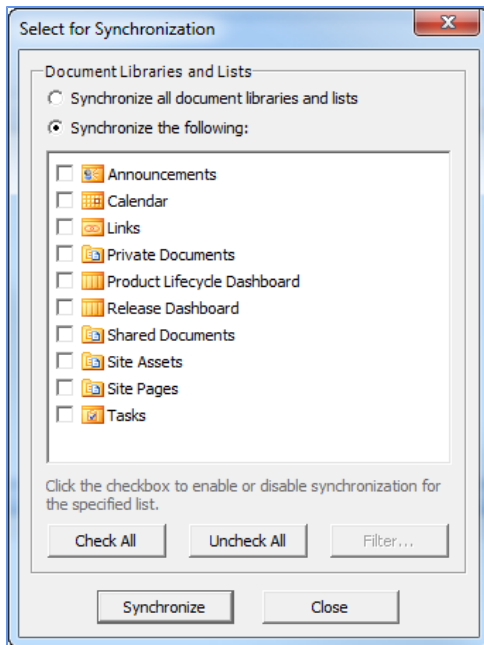 Select for Synchronization
Document Libraries and Lists
Synchronize all document libraries and lists
Synchronize the following:
Announcements
Calendar
Links
Private Documents
Product Lifecycle Dashboard
Release Dashboard
Shared Documents
Site Assets
Site Pages
Tasks
Click the checkbox to enable or disable synchronization for
the specified list.
Check All Uncheck All Filter...
Synchronize Close